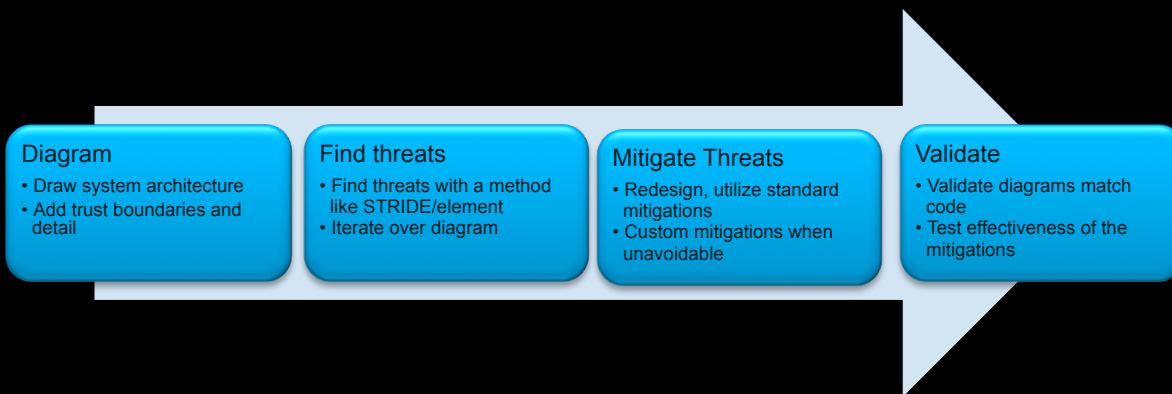 Diagram
• Draw system architecture
• Add trust boundaries and
detail
Find threats
• Find threats with a method
like STRIDE/element
• Iterate over diagram
Mitigate Threats
• Redesign, utilize standard
mitigations
• Custom mitigations when
unavoidable
Validate
• Validate diagrams match
code
• Test effectiveness of the
mitigations